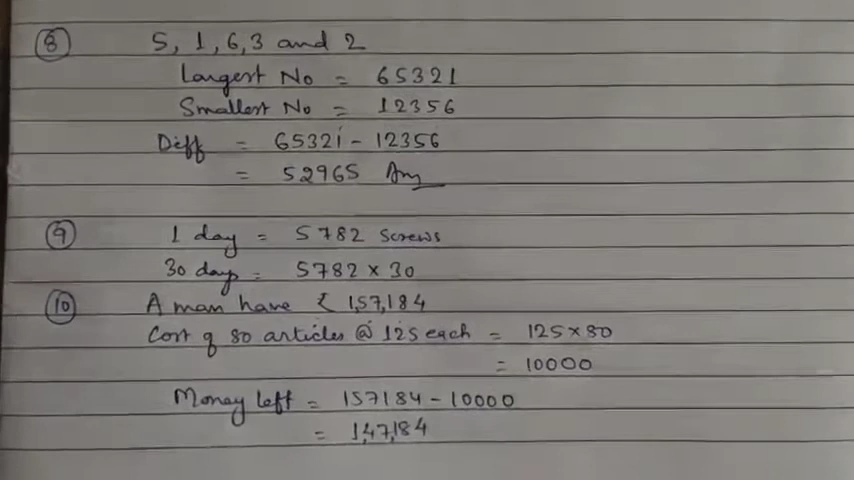 8 5, 1, 6, 3 and 2
Largest No = 65321
Smallest No = 12356
Diff = 65321 - 12356
= 52965 Ans
9 1 day = 5782 screws
30 days = 5782 × 30
10 A man have ₹ 1,57,184
Cost of 80 articles @ 125 each = 125×80
= 10000
Money left = 157184 - 10000
= 1,47,184